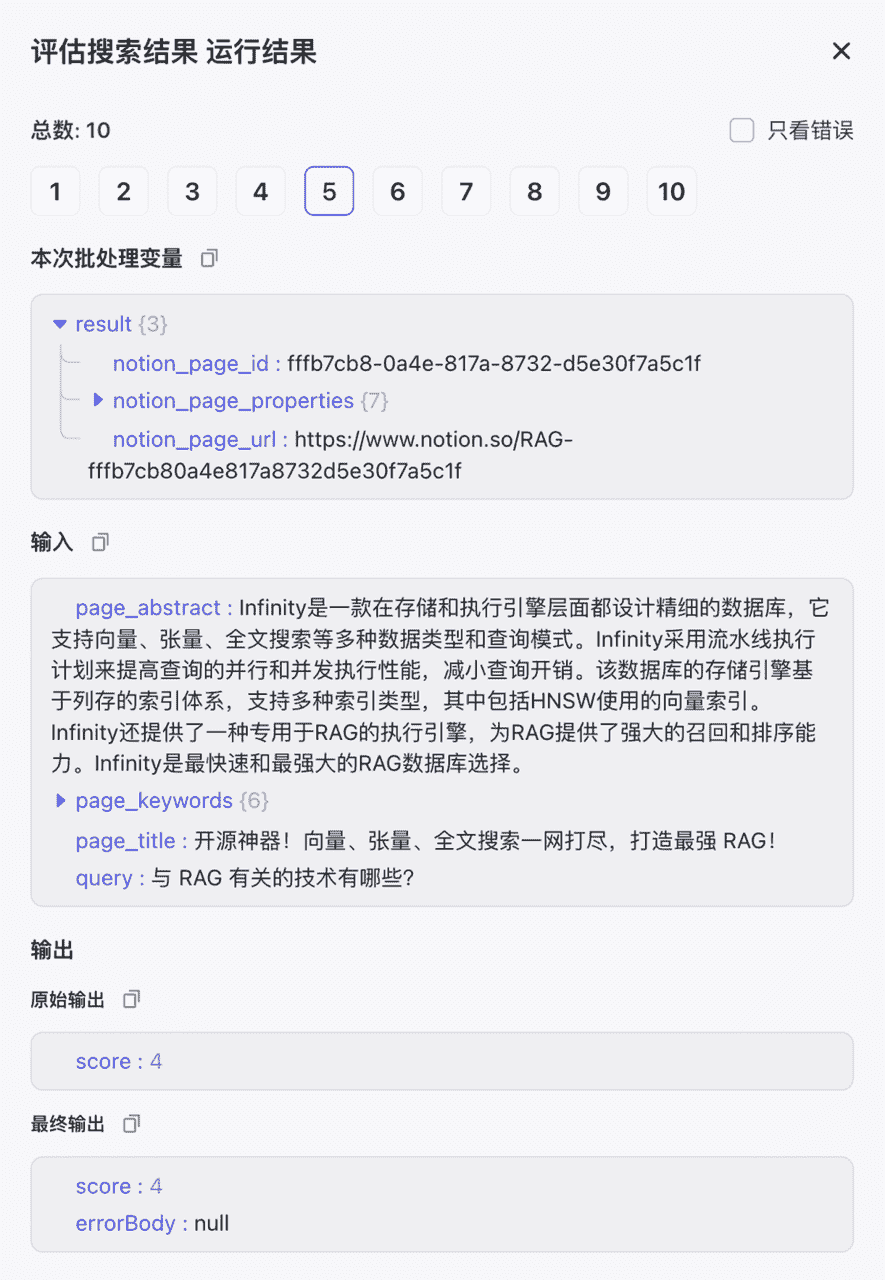 评估搜索结果 运行结果
总数: 10
只看错误
1 2 3 4 5 6 7 8 9 10
本次批处理变量
result {3}
notion_page_id : fffb7cb8-0a4e-817a-8732-d5e30f7a5c1f
notion_page_properties {7}
notion_page_url : https://www.notion.so/RAG-
fffb7cb80a4e817a8732d5e30f7a5c1f
输入
page_abstract : Infinity是一款在存储和执行引擎层面都设计精细的数据库，它
支持向量、张量、全文搜索等多种数据类型和查询模式。Infinity采用流水线执行
计划来提高查询的并行和并发执行性能，减小查询开销。该数据库的存储引擎基
于列存的索引体系，支持多种索引类型，其中包括HNSW使用的向量索引。
Infinity还提供了一种专用于RAG的执行引擎，为RAG提供了强大的召回和排序能
力。Infinity是最快速和最强大的RAG数据库选择。
page_keywords {6}
page_title : 开源神器！向量、张量、全文搜索一网打尽，打造最强 RAG！
query : 与 RAG 有关的技术有哪些？
输出
原始输出
score : 4
最终输出
score : 4
errorBody : null